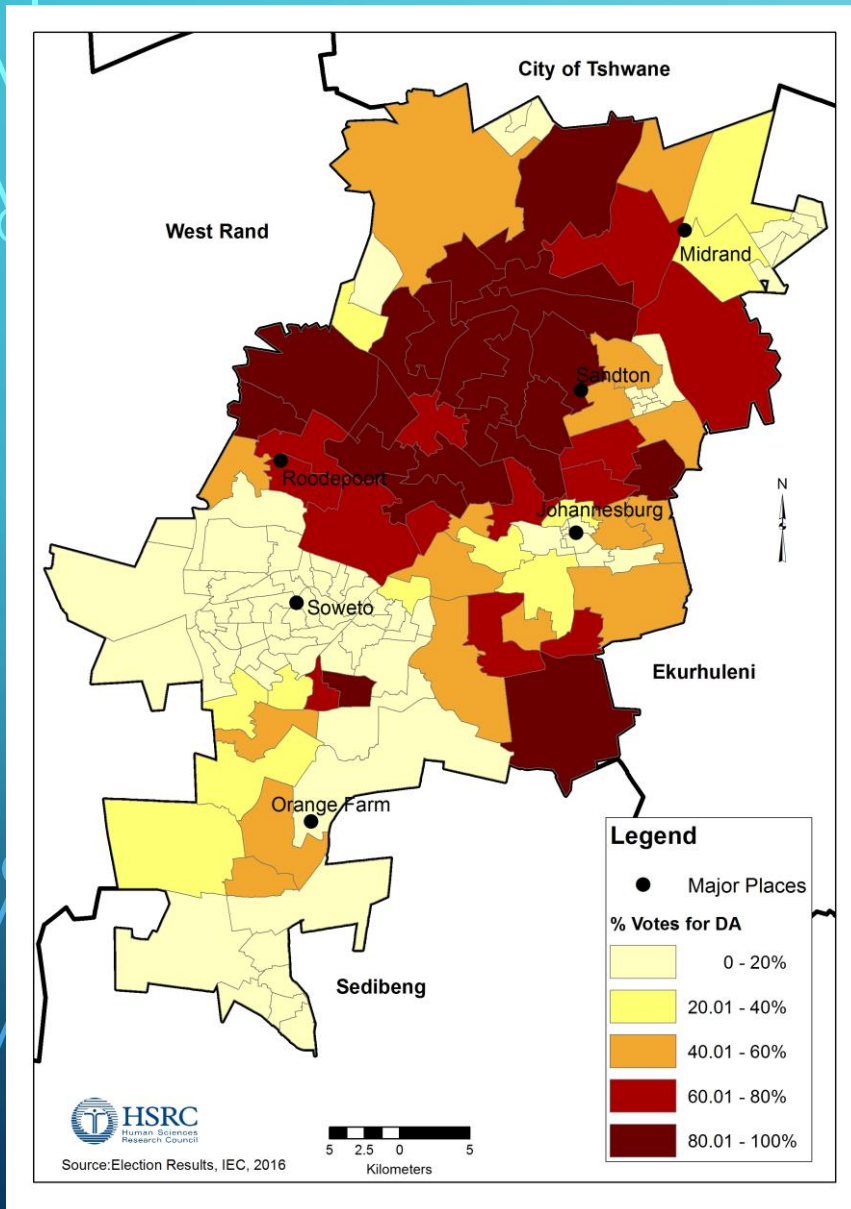 City of Tshwane
West Rand
Midrand
Sandton
Roodepoort
Johannesburg
N
Soweto
Ekurhuleni
Orange Farm
Sedibeng
Legend
Major Places
% Votes for DA
0 - 20%
20.01 - 40%
40.01 - 60%
60.01 - 80%
80.01 - 100%
HSRC
Human Sciences
Research Council
Source:Election Results, IEC, 2016
5 2.5 0 5
Kilometers